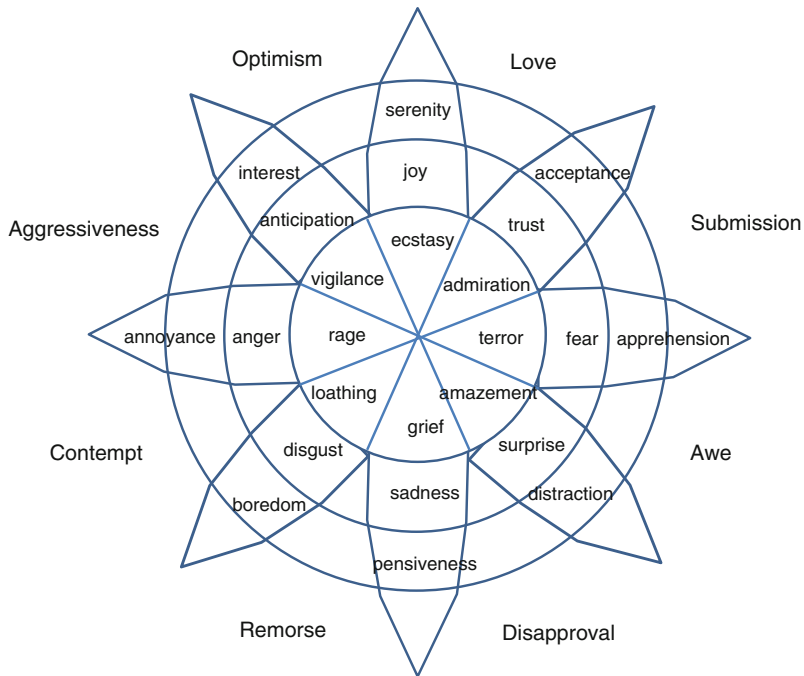 Optimism
Love
serenity
interest
joy
acceptance
anticipation
trust
Aggressiveness
ecstasy
Submission
vigilance
admiration
annoyance
anger
rage
terror
fear
apprehension
loathing
amazement
grief
Contempt
disgust
surprise
Awe
boredom
sadness
distraction
pensiveness
Remorse
Disapproval